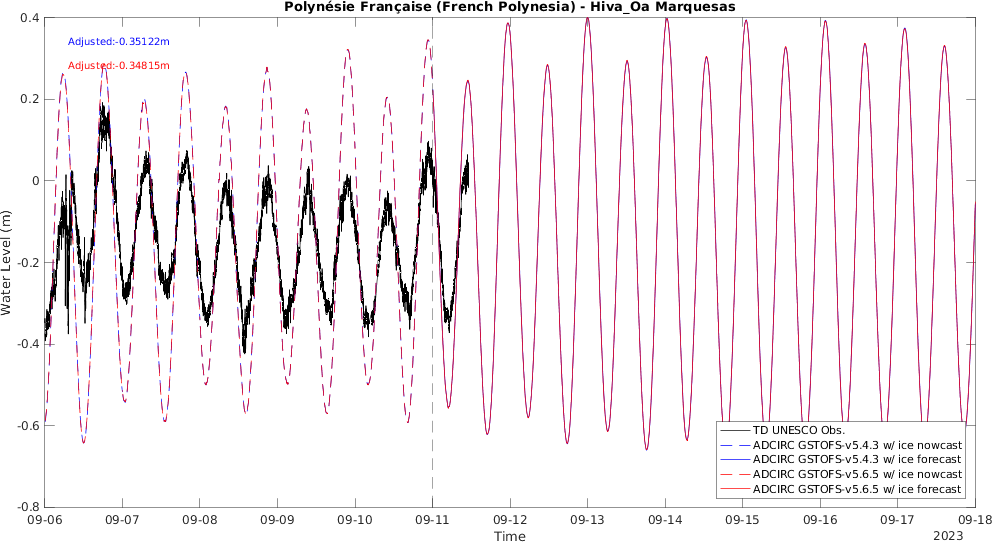 Polynésie Française (French Polynesia) - Hiva_Oa Marquesas
Adjusted:-0.35122m
Adjusted:-0.34815m
Water Level (m)
0.4
0.2
0
-0.2
-0.4
-0.6
-0.8
TD UNESCO Obs.
ADCIRC GSTOFS-v5.4.3 w/ ice nowcast
ADCIRC GSTOFS-v5.4.3 w/ ice forecast
ADCIRC GSTOFS-v5.6.5 w/ ice nowcast
ADCIRC GSTOFS-v5.6.5 w/ ice forecast
09-06 09-07 09-08 09-09 09-10 09-11 09-12 09-13 09-14 09-15 09-16 09-17 09-18
Time
2023